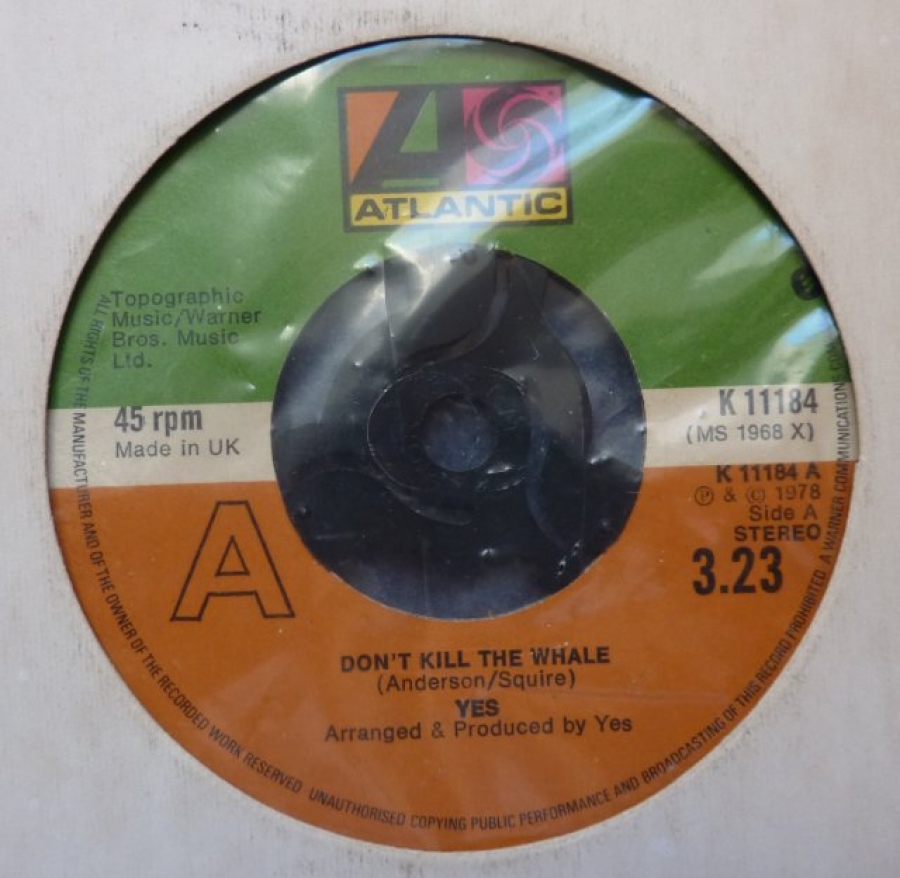 ATLANTIC
Topographic
Music/Warner
Bros. Music
Ltd.
45 rpm
Made in UK
K 11184
(MS 1968 X)
K 11184 A
Ⓟ & © 1978
Side A
STEREO
3.23
A
DON'T KILL THE WHALE
(Anderson/Squire)
YES
Arranged & Produced by Yes
ALL RIGHTS OF THE MANUFACTURER AND OF THE OWNER OF THE RECORDED WORK RESERVED UNAUTHORISED COPYING PUBLIC PERFORMANCE AND BROADCASTING OF THIS RECORD PROHIBITED. A WARNER COMMUNICATIONS